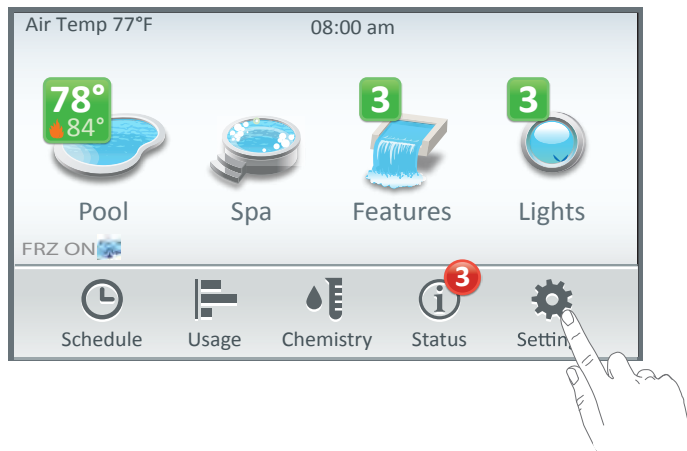 Air Temp 77°F 08:00 am
78° 3 3
84°
Pool Spa Features Lights
FRZ ON
3
Schedule Usage Chemistry Status Settin